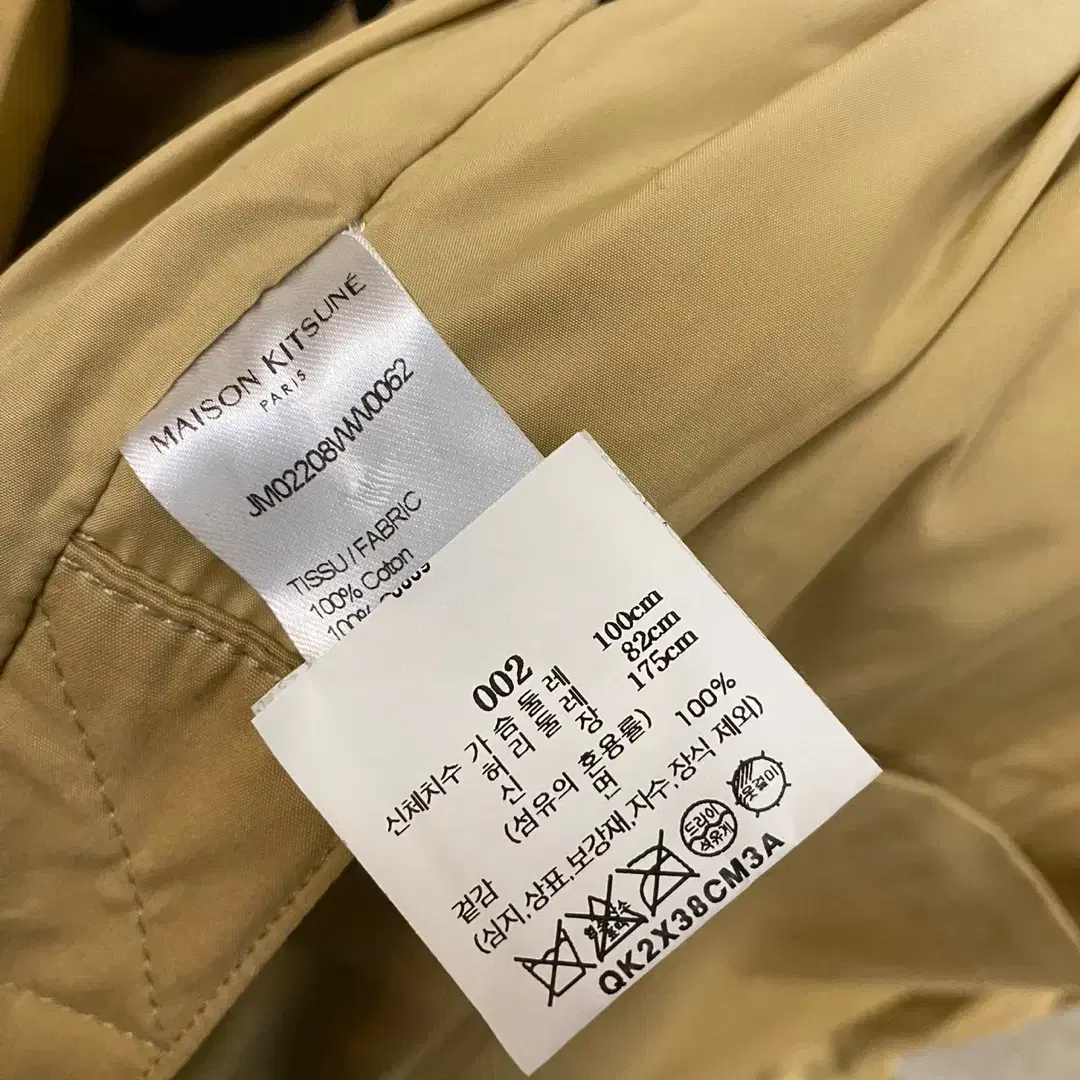 MAISON KITSUNÉ
PARIS
JM02208WW0062
TISSU / FABRIC
100% Coton
100%
002
신체치수 가슴둘레 100cm
허리둘레 82cm
신장 175cm
(섬유의 혼용률)
겉감 면 100%
(심지,상표,보강재,자수,장식 제외)
드라이
석유계
옷걸이
QK2X38CM3A